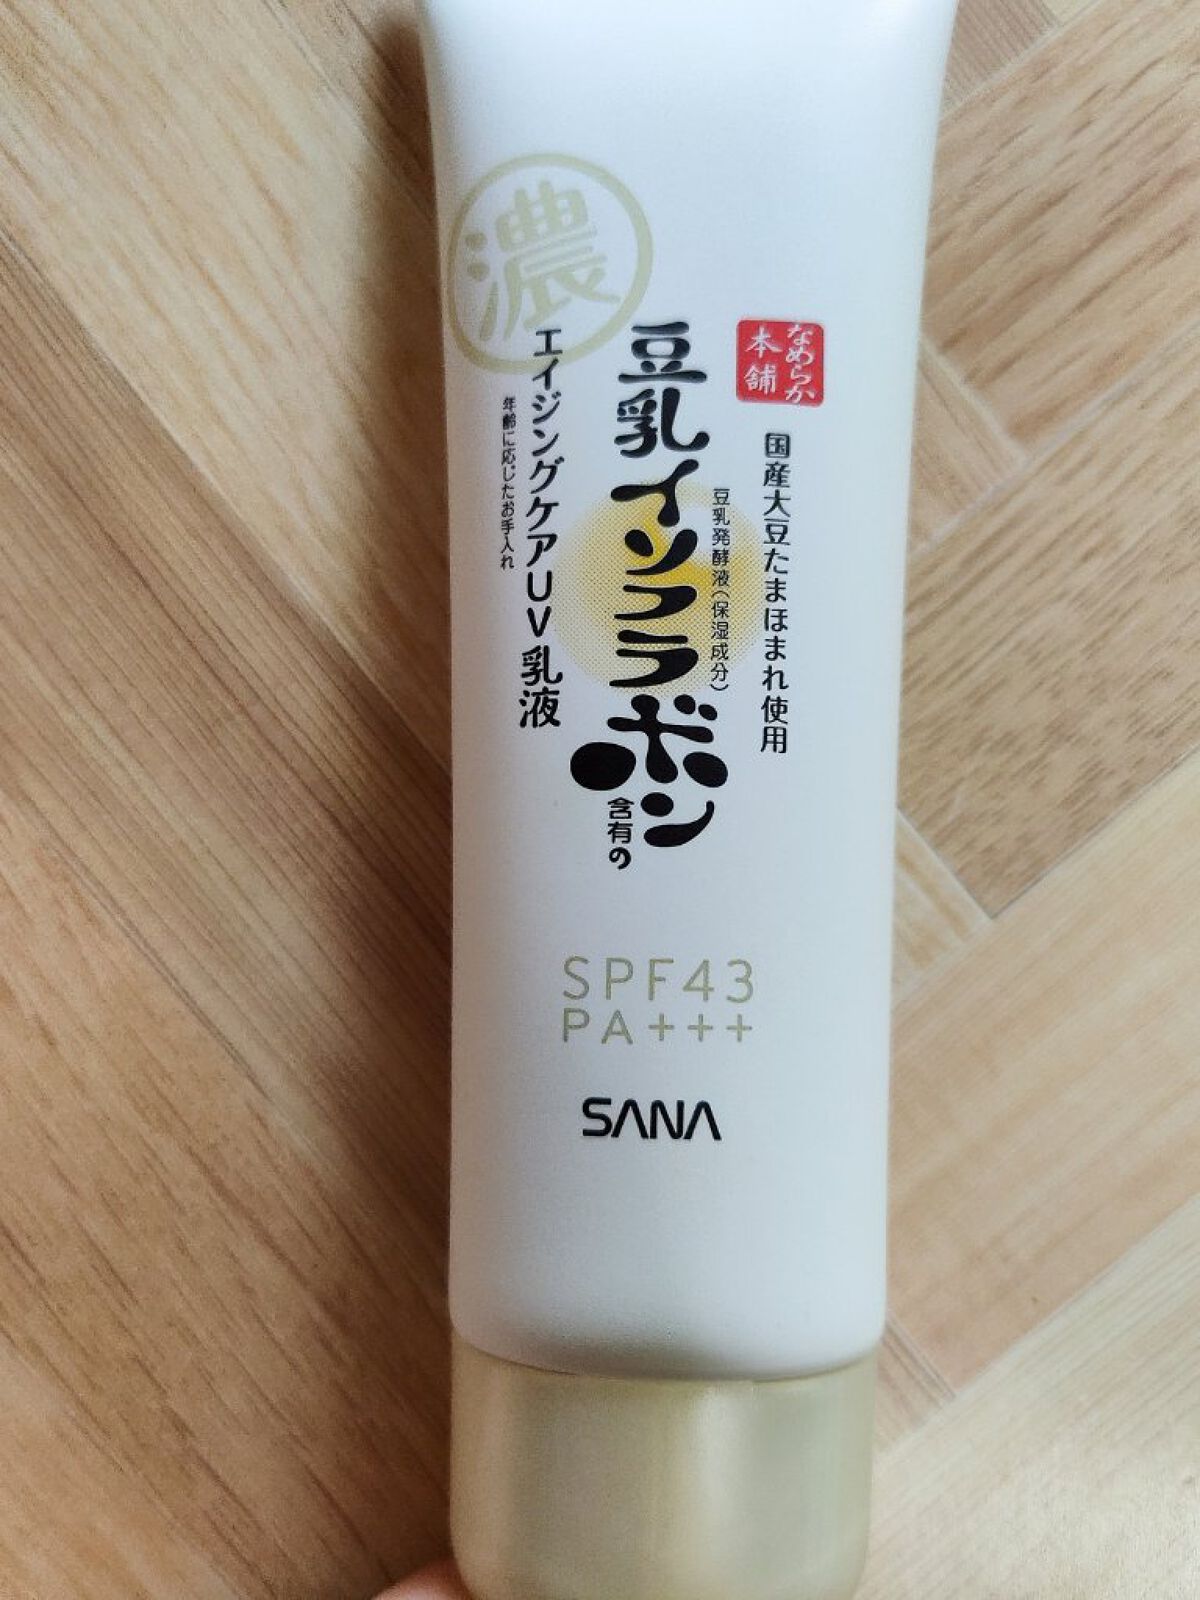 濃
なめらか
本舗
国産大豆たまほまれ使用
豆乳発酵液(保湿成分)
豆乳イソフラボン
含有の
エイジングケアUV乳液
年齢に応じたお手入れ
SPF43
PA+++
SANA